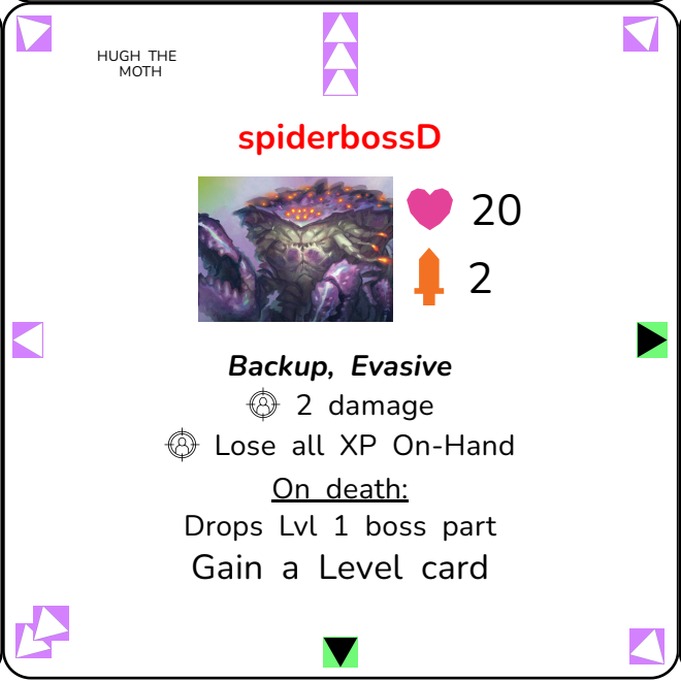 HUGH THE
MOTH
spiderbossD
20
2
Backup, Evasive
2 damage
Lose all XP On-Hand
On death:
Drops Lvl 1 boss part
Gain a Level card